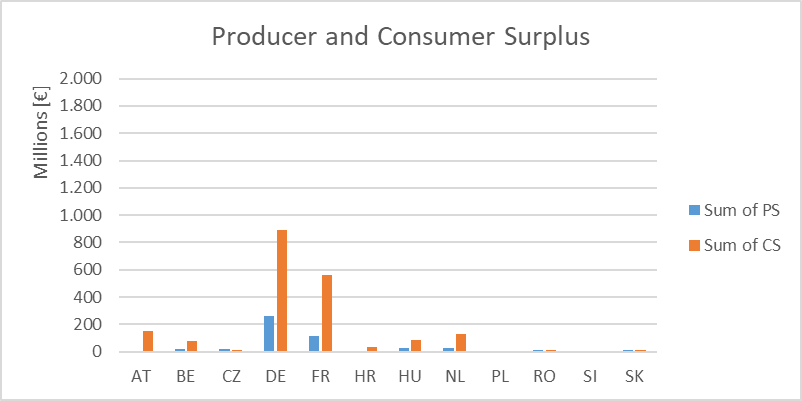 Producer and Consumer Surplus
Millions [€]
2.000
1.800
1.600
1.400
1.200
1.000
800
600
400
200
0
AT BE CZ DE FR HR HU NL PL RO SI SK
Sum of PS
Sum of CS